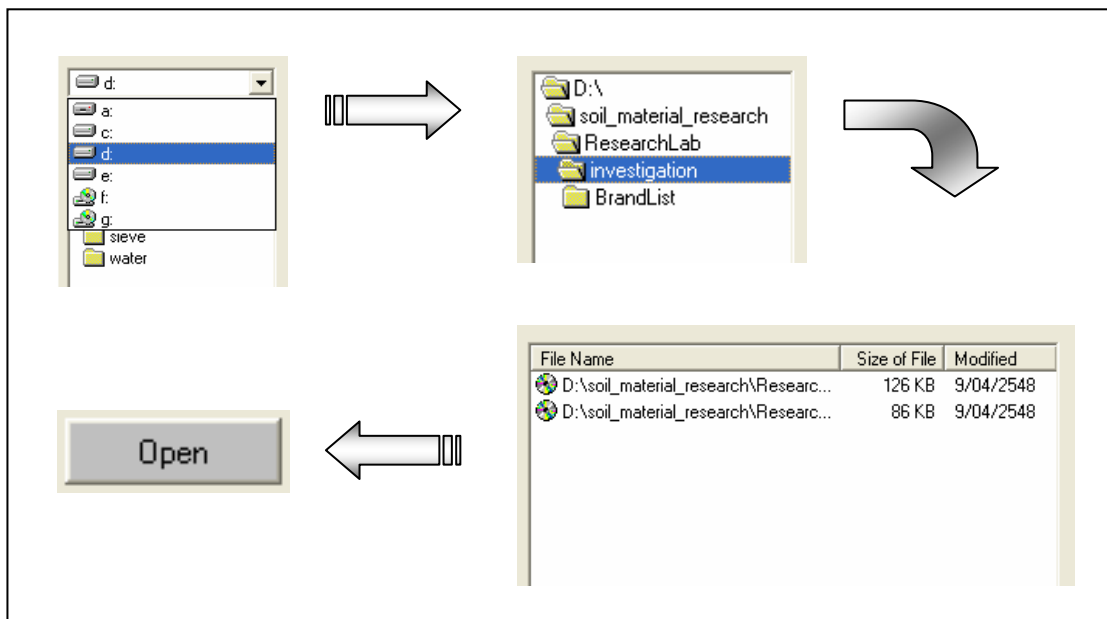 d:
a:
c:
d:
e:
f:
g:
sieve
water
D:\
soil_material_research
ResearchLab
investigation
BrandList
File Name Size of File Modified
D:\soil_material_research\Researc... 126 KB 9/04/2548
D:\soil_material_research\Researc... 86 KB 9/04/2548
Open